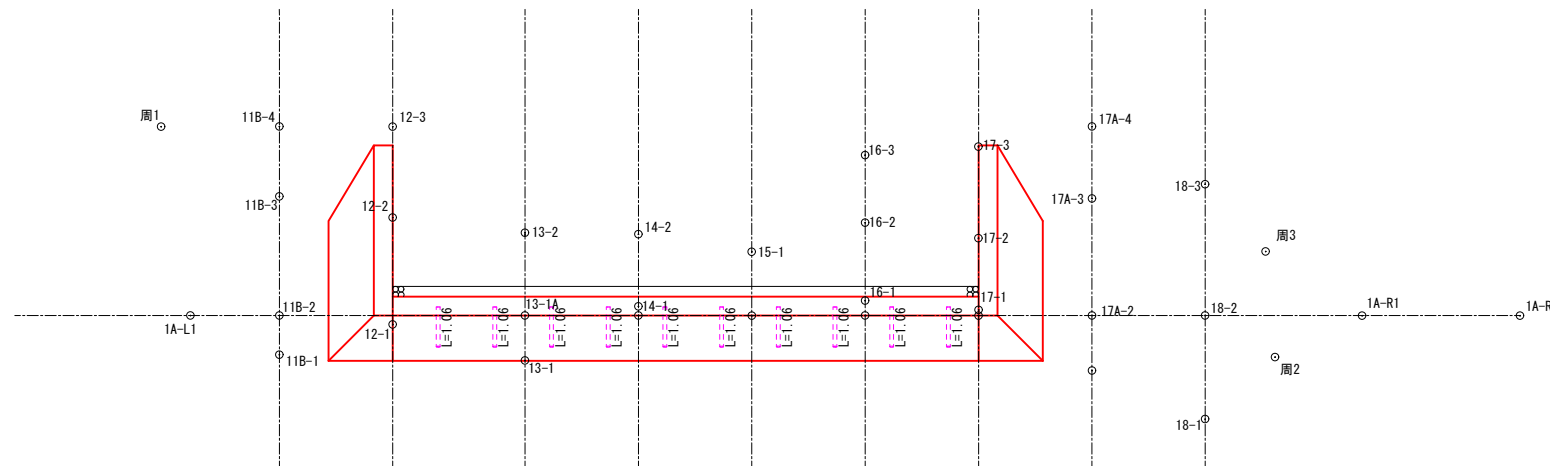 周1
11B-4
12-3
17A-4
17-3
16-3
18-3
11B-3
12-2
17A-3
13-2
14-2
16-2
17-2
周3
15-1
16-1
17-1
11B-2
13-1A
14-1
1A-L1
12-1
17A-2
18-2
1A-R1
1A-R
L=1.06
L=1.06
L=1.06
L=1.06
L=1.06
L=1.06
L=1.06
L=1.06
L=1.06
L=1.06
11B-1
13-1
周2
18-1